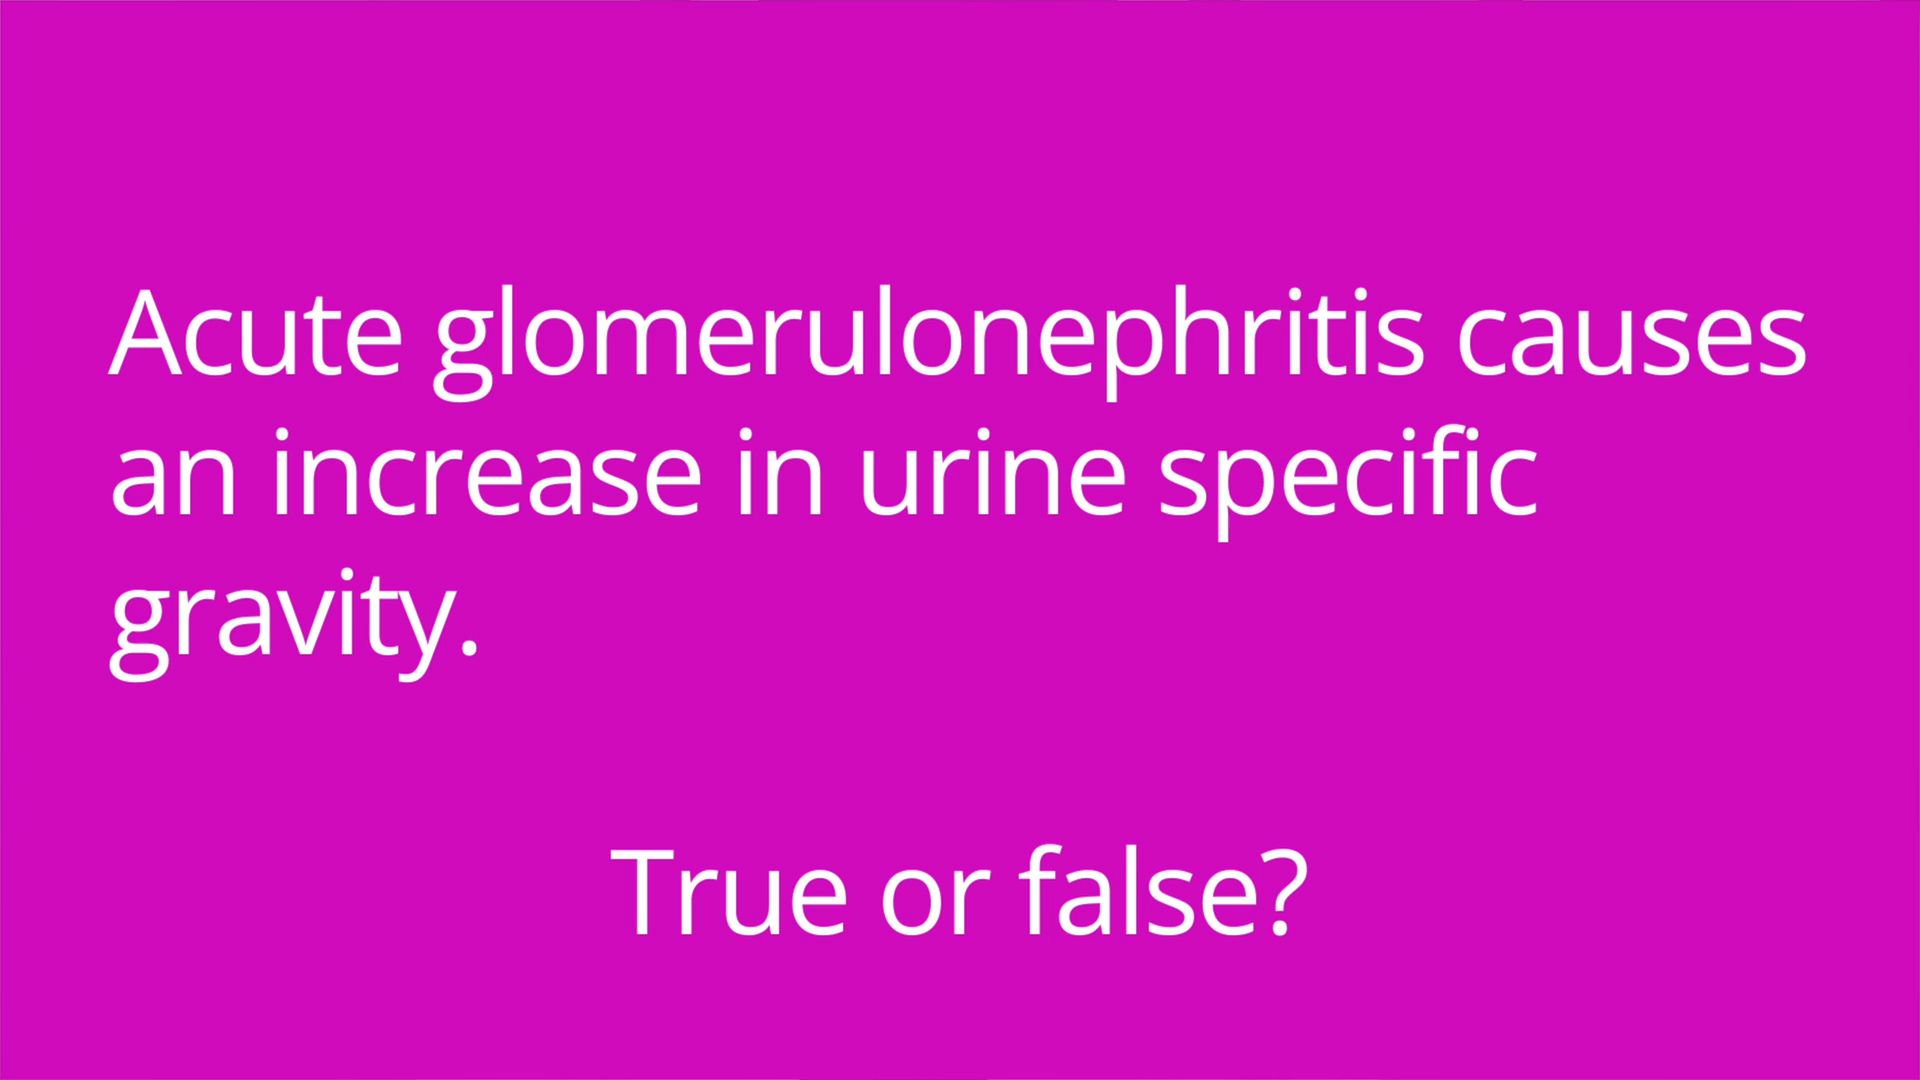 Acute glomerulonephritis causes
an increase in urine specific
gravity.
True or false?